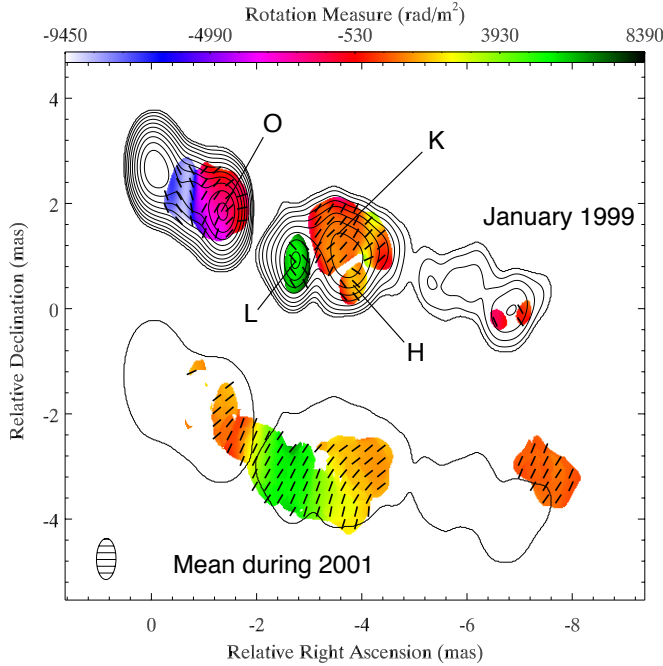 Rotation Measure (rad/m²)
-9450 -4990 -530 3930 8390
4
O
K
2
January 1999
0
L
H
-2
-4
Mean during 2001
0 -2 -4 -6 -8
Relative Right Ascension (mas)
Relative Declination (mas)